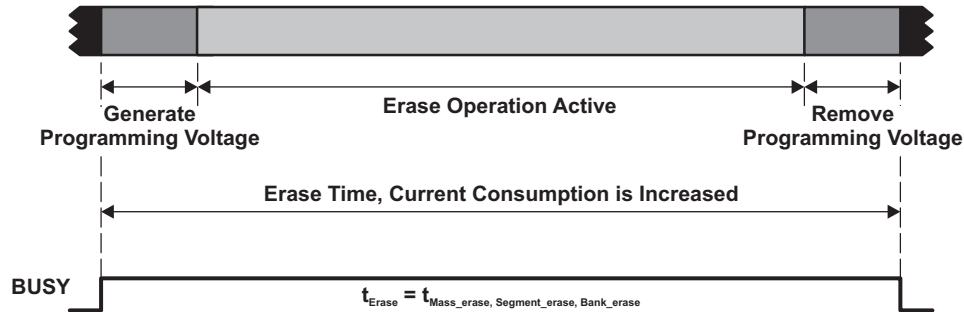 Generate
Programming Voltage
Erase Operation Active
Remove
Programming Voltage
Erase Time, Current Consumption is Increased
BUSY
tErase = tMass_erase, Segment_erase, Bank_erase